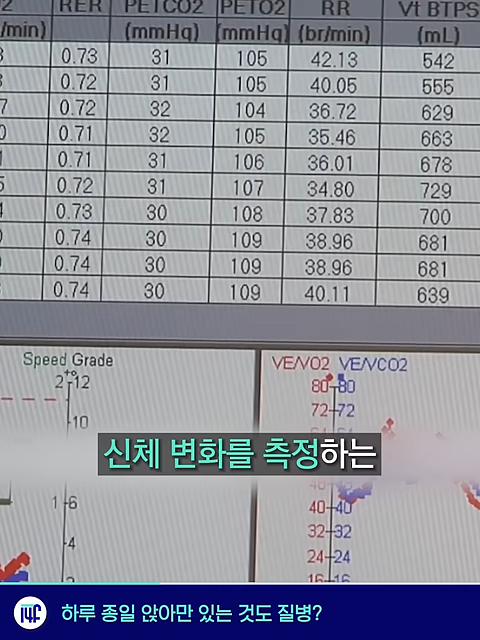 RER PETCO2 PETO2 RR Vt BTPS
/min) (mmHq) (mmHq) (br/min) (mL)
0.73 31 105 42.13 542
0.72 31 105 40.05 555
0.72 32 104 36.72 629
0.71 32 105 35.46 663
0.71 31 106 36.01 678
0.72 31 107 34.80 729
0.73 30 108 37.83 700
0.74 30 109 38.96 681
0.74 30 109 38.96 681
0.74 30 109 40.11 639
Speed Grade
2 12
10
1 6
4
VE/VO2 VE/VCO2
80 80
72 72
40 40
32 32
24 24
16 16
신체 변화를 측정하는
하루 종일 앉아만 있는 것도 질병?